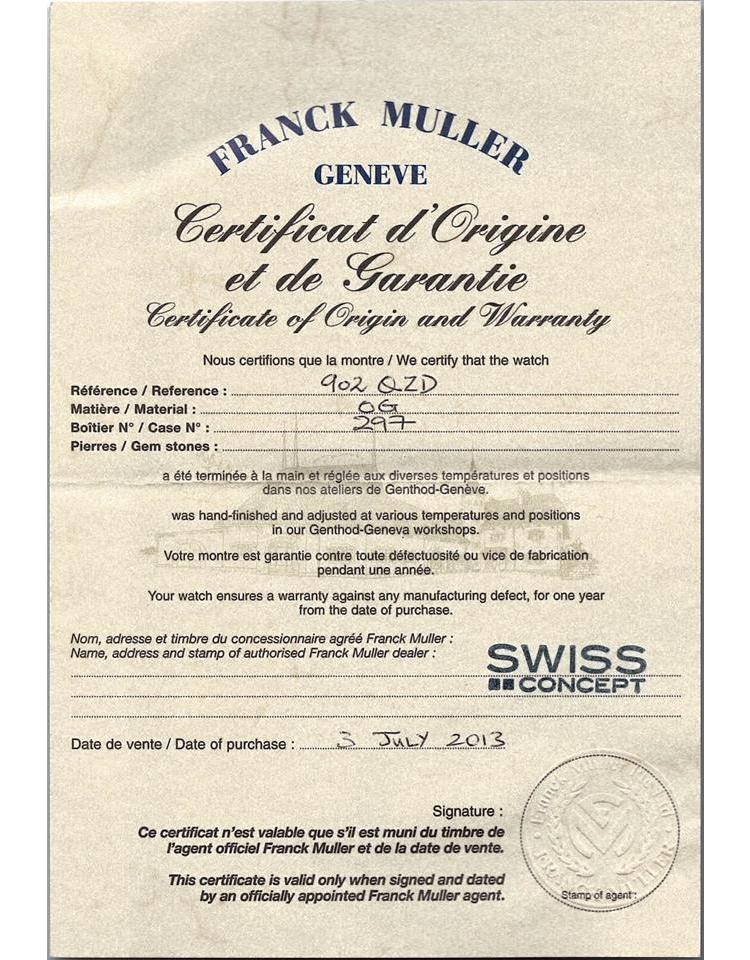 FRANCK MULLER
GENEVE
Certificat d'Origine
et de Garantie
Certificate of Origin and Warranty
Nous certifions que la montre / We certify that the watch
Référence / Reference : 902 QZD
Matière / Material : OG
Boîtier N° / Case N° : 297
Pierres / Gem stones :
a été terminée à la main et réglée aux diverses températures et positions
dans nos ateliers de Genthod-Genève.
was hand-finished and adjusted at various temperatures and positions
in our Genthod-Geneva workshops.
Votre montre est garantie contre toute défectuosité ou vice de fabrication
pendant une année.
Your watch ensures a warranty against any manufacturing defect, for one year
from the date of purchase.
Nom, adresse et timbre du concessionnaire agréé Franck Muller :
Name, address and stamp of authorised Franck Muller dealer :
SWISS
CONCEPT
Date de vente / Date of purchase : 3 JULY 2013
Signature :
Ce certificat n'est valable que s'il est muni du timbre de
l'agent officiel Franck Muller et de la date de vente.
This certificate is valid only when signed and dated
by an officially appointed Franck Muller agent.
Stamp of agent :